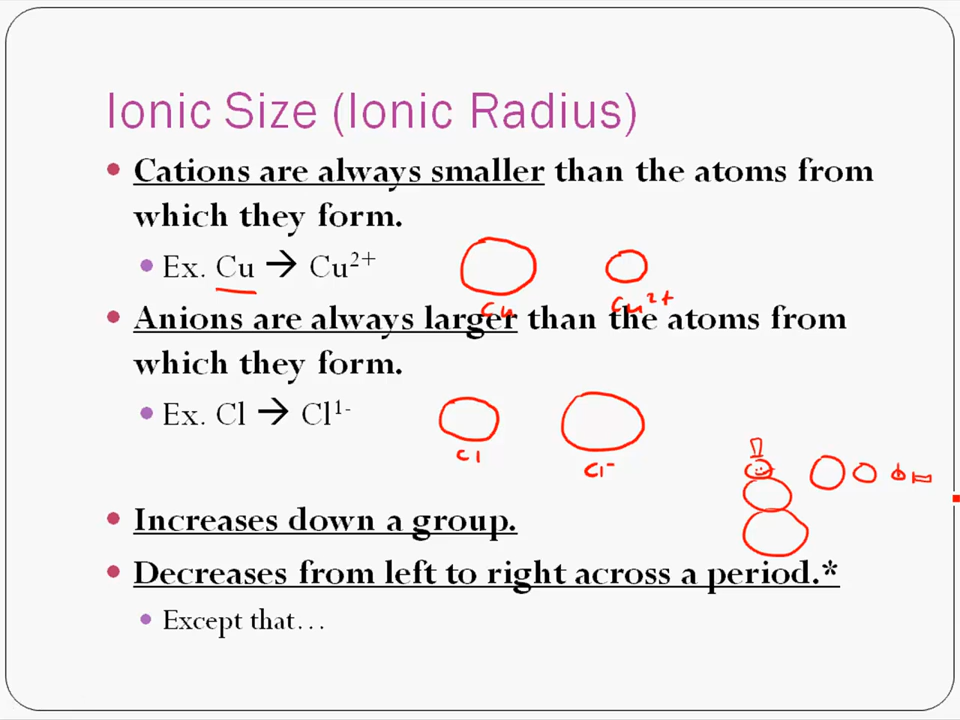 Ionic Size (Ionic Radius)
• Cations are always smaller than the atoms from
which they form.
• Ex. Cu → Cu²⁺
Cu Cu²⁺
• Anions are always larger than the atoms from
which they form.
• Ex. Cl → Cl¹⁻
Cl Cl⁻
• Increases down a group.
• Decreases from left to right across a period.*
• Except that…